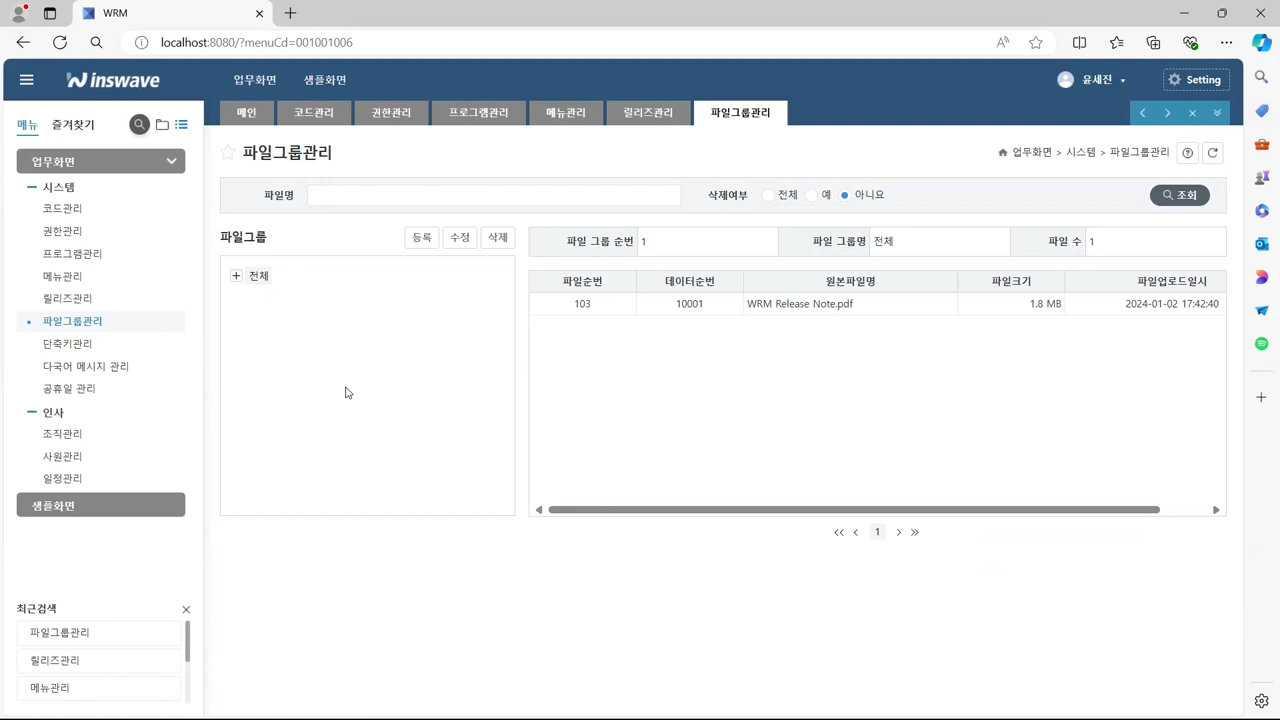 WRM
localhost:8080/?menuCd=001001006
inswave
업무화면 샘플화면
윤세진
Setting
메뉴 즐겨찾기
메인 코드관리 권한관리 프로그램관리 메뉴관리 릴리즈관리 파일그룹관리
업무화면
시스템
코드관리
권한관리
프로그램관리
메뉴관리
릴리즈관리
파일그룹관리
단축키관리
다국어 메시지 관리
공휴일 관리
인사
조직관리
사원관리
일정관리
샘플화면
최근검색
파일그룹관리
릴리즈관리
메뉴관리
파일그룹관리
업무화면 > 시스템 > 파일그룹관리
파일명 삭제여부 전체 예 아니요 조회
파일그룹 등록 수정 삭제
전체
파일 그룹 순번 1 파일 그룹명 전체 파일 수 1
파일순번 데이터순번 원본파일명 파일크기 파일업로드일시
103 10001 WRM Release Note.pdf 1.8 MB 2024-01-02 17:42:40
1